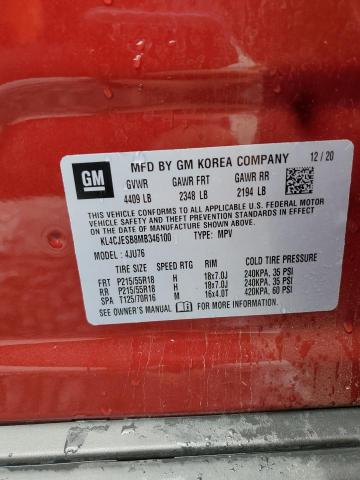 GM
MFD BY GM KOREA COMPANY 12/20
GVWR GAWR FRT GAWR RR
4409 LB 2348 LB 2194 LB
THIS VEHICLE CONFORMS TO ALL APPLICABLE U.S. FEDERAL MOTOR
VEHICLE SAFETY, BUMPER, AND THEFT PREVENTION STANDARDS IN
EFFECT ON THE DATE OF MANUFACTURE SHOWN ABOVE.
KL4CJESB8MB346100 TYPE: MPV
MODEL: 4JU76
TIRE SIZE SPEED RTG RIM COLD TIRE PRESSURE
FRT P215/55R18 H 18x7.0J 240KPA, 35 PSI
RR P215/55R18 H 18x7.0J 240KPA, 35 PSI
SPA T125/70R16 M 16x4.0T 420KPA, 60 PSI
SEE OWNER'S MANUAL FOR ADDITIONAL INFORMATION.